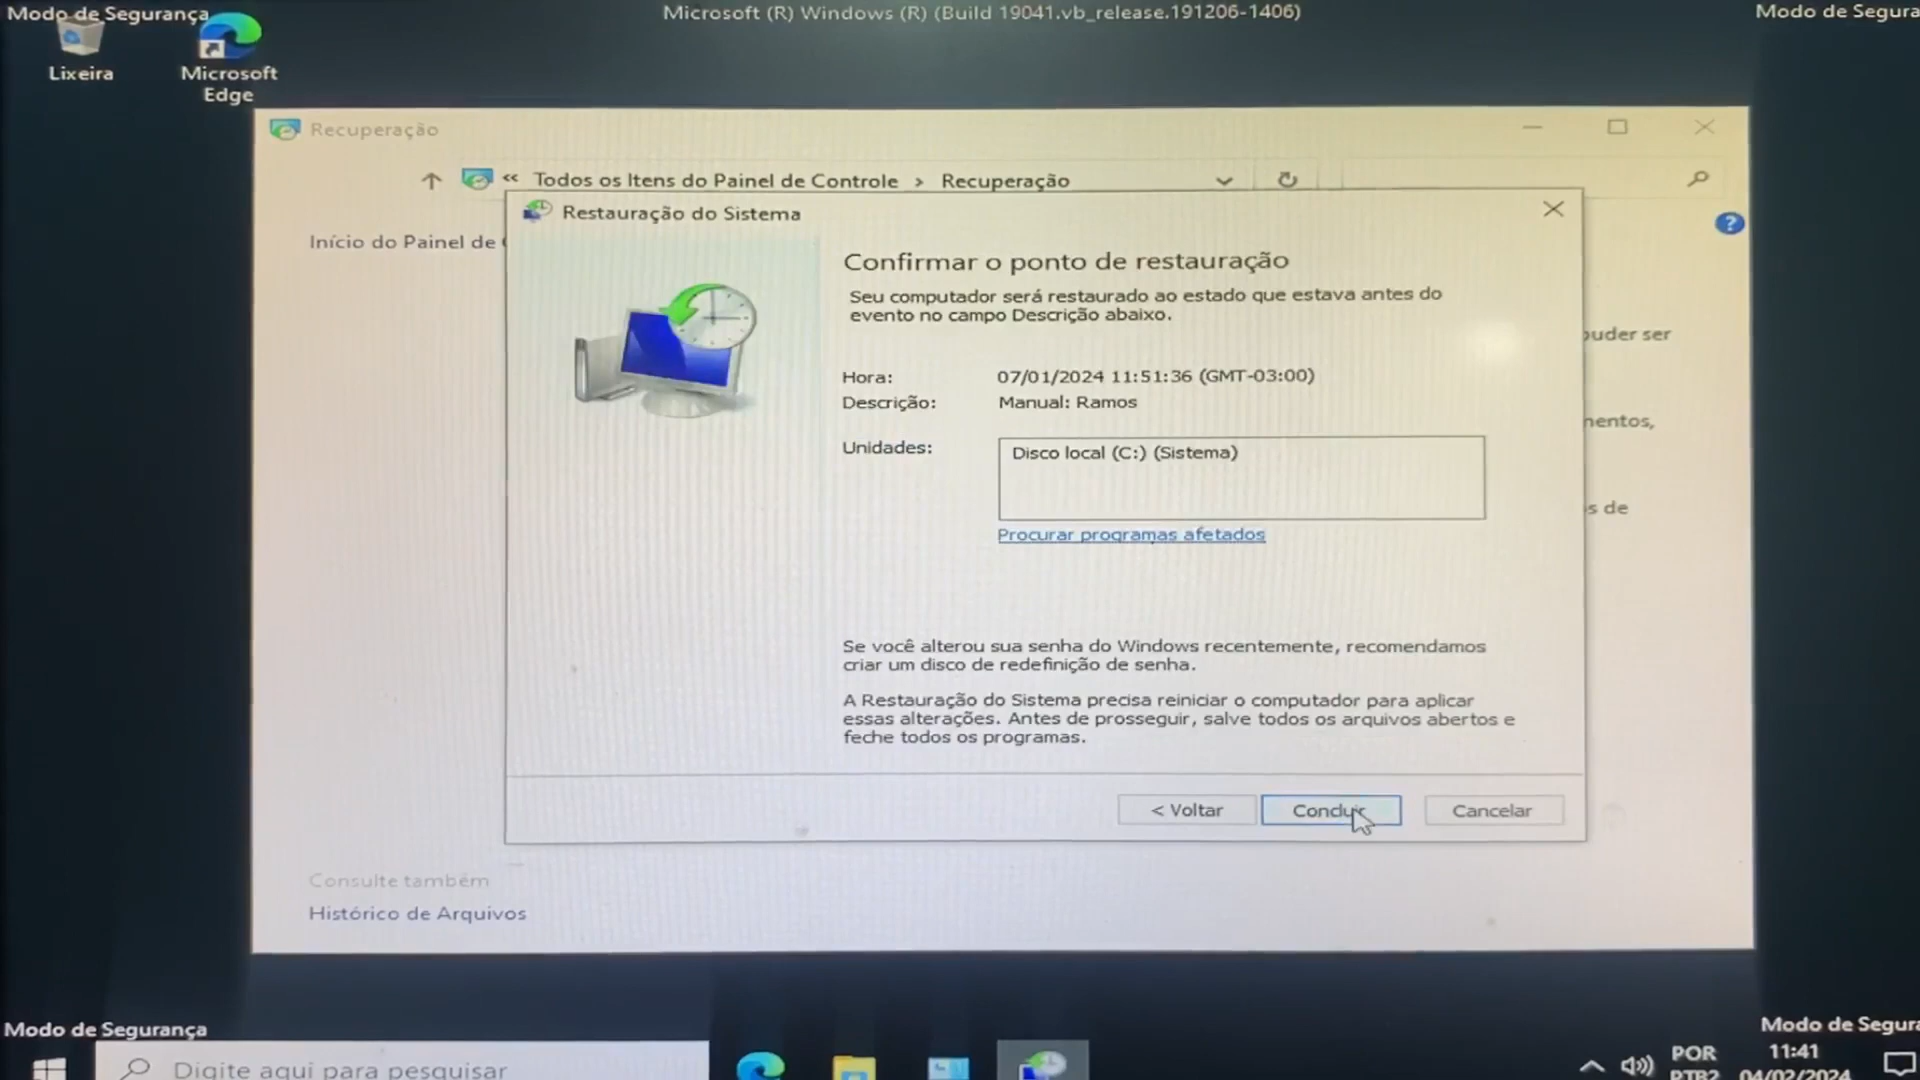 Modo de Segurança
Microsoft (R) Windows (R) (Build 19041.vb_release.191206-1406)
Modo de Segura
Lixeira
Microsoft
Edge
Recuperação
« Todos os Itens do Painel de Controle > Recuperação
Restauração do Sistema
Início do Painel de
Confirmar o ponto de restauração
Seu computador será restaurado ao estado que estava antes do
evento no campo Descrição abaixo.
puder ser
Hora: 07/01/2024 11:51:36 (GMT-03:00)
Descrição: Manual: Ramos
mentos,
Unidades: Disco local (C:) (Sistema)
s de
Procurar programas afetados
Se você alterou sua senha do Windows recentemente, recomendamos
criar um disco de redefinição de senha.
A Restauração do Sistema precisa reiniciar o computador para aplicar
essas alterações. Antes de prosseguir, salve todos os arquivos abertos e
feche todos os programas.
< Voltar Concluir Cancelar
Consulte também
Histórico de Arquivos
Modo de Segurança
Modo de Segura
Digite aqui para pesquisar
POR 11:41
PTB2 04/02/2024